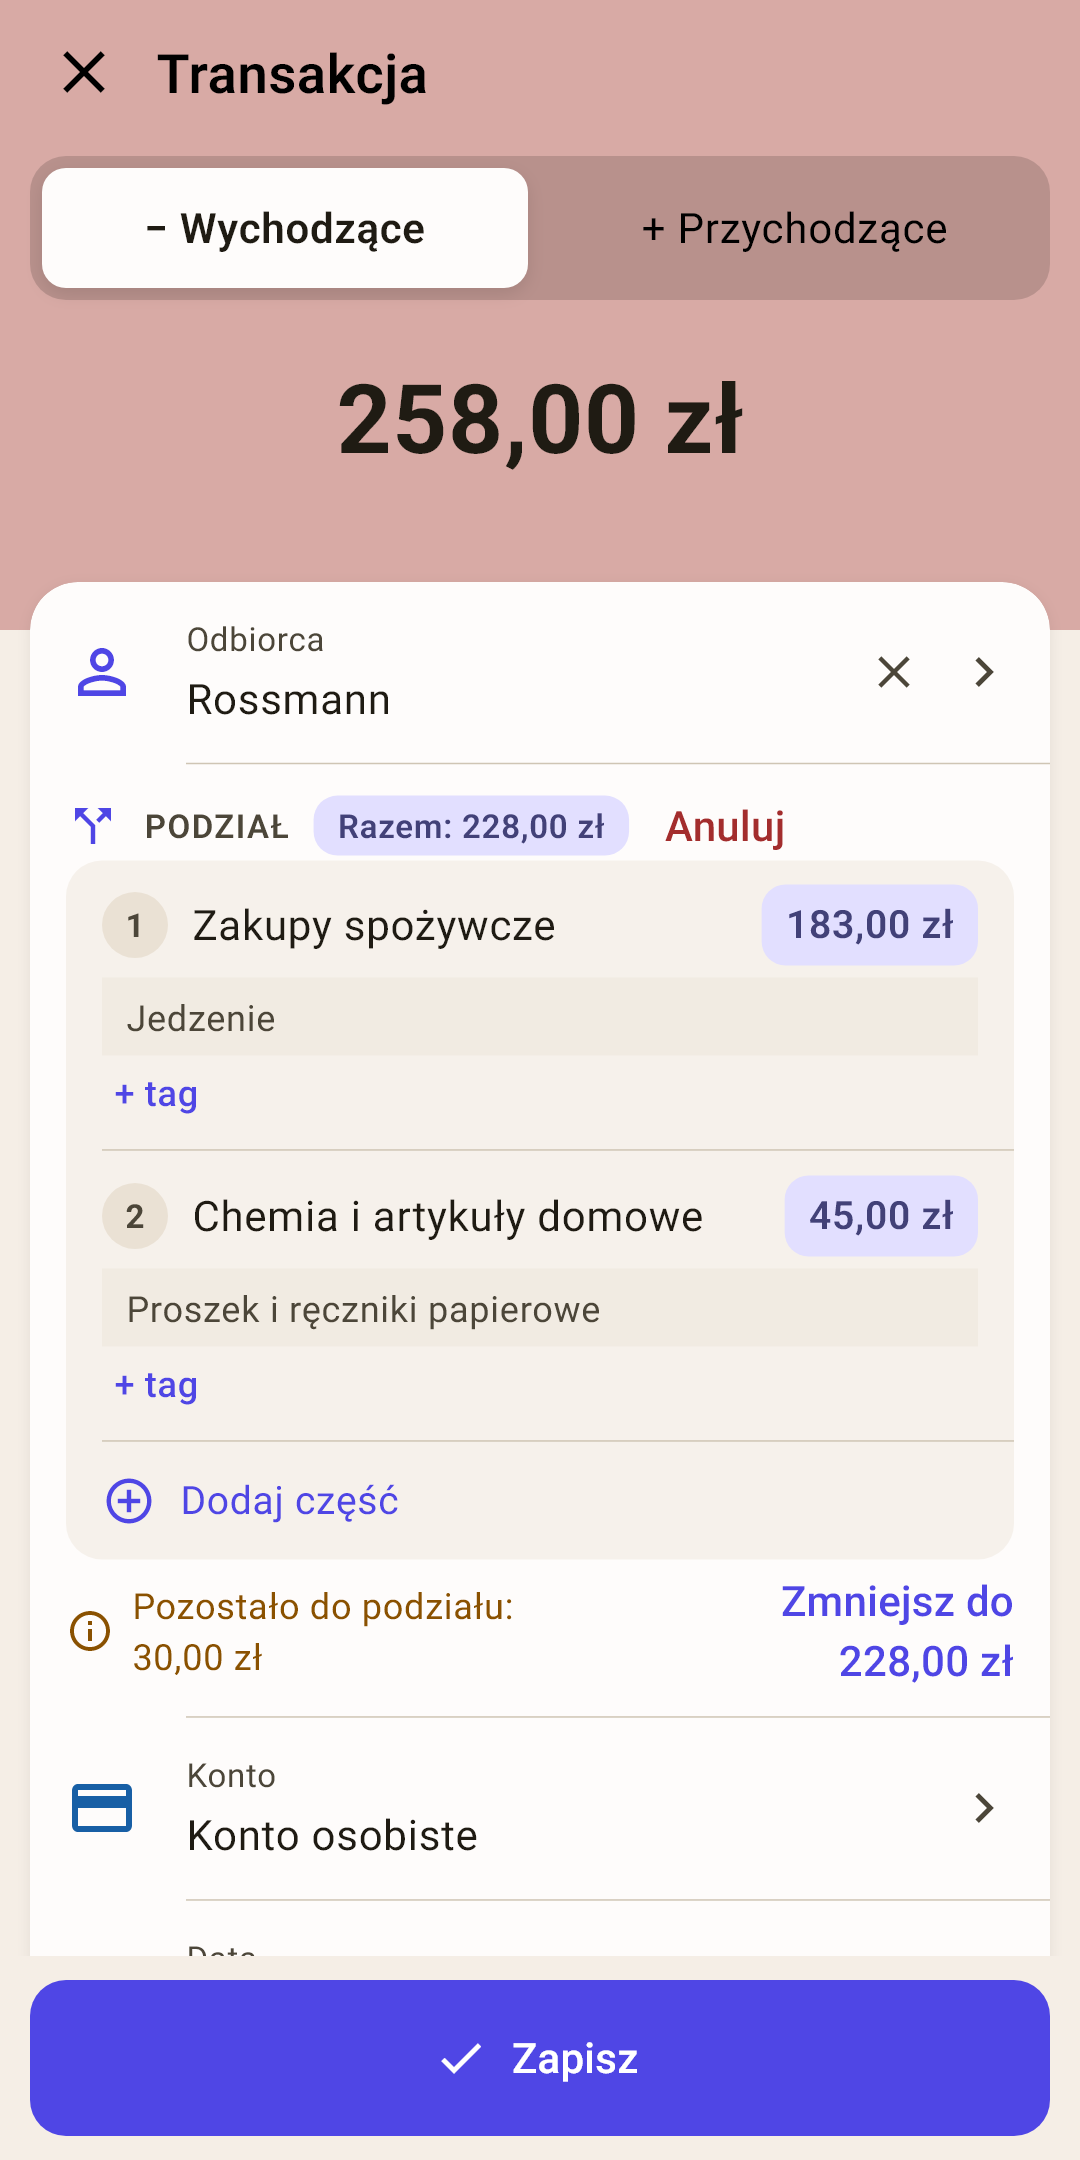 Transakcja
− Wychodzące
+ Przychodzące
258,00 zł
Odbiorca
Rossmann
PODZIAŁ
Razem: 228,00 zł
Anuluj
1
Zakupy spożywcze
183,00 zł
Jedzenie
+ tag
2
Chemia i artykuły domowe
45,00 zł
Proszek i ręczniki papierowe
+ tag
Dodaj część
Pozostało do podziału:
30,00 zł
Zmniejsz do
228,00 zł
Konto
Konto osobiste
Zapisz